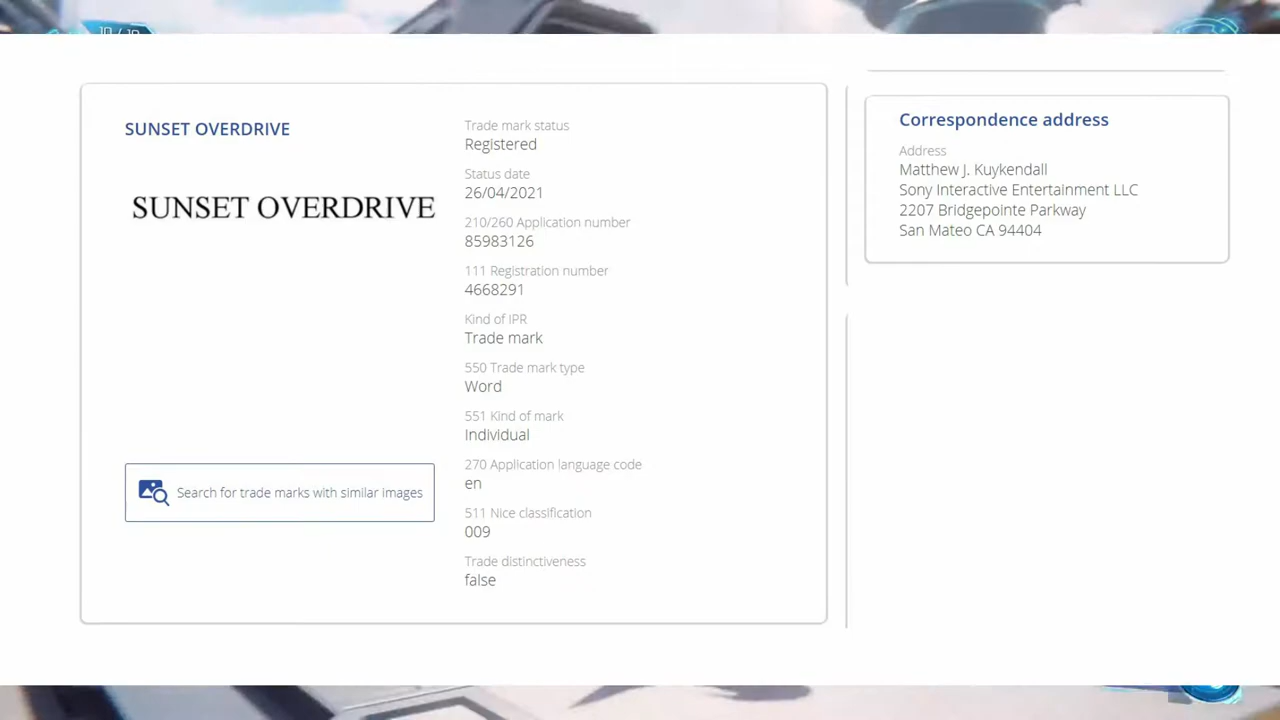 10/10
SUNSET OVERDRIVE
SUNSET OVERDRIVE
Search for trade marks with similar images
Trade mark status
Registered
Status date
26/04/2021
210/260 Application number
85983126
111 Registration number
4668291
Kind of IPR
Trade mark
550 Trade mark type
Word
551 Kind of mark
Individual
270 Application language code
en
511 Nice classification
009
Trade distinctiveness
false
Correspondence address
Address
Matthew J. Kuykendall
Sony Interactive Entertainment LLC
2207 Bridgepointe Parkway
San Mateo CA 94404